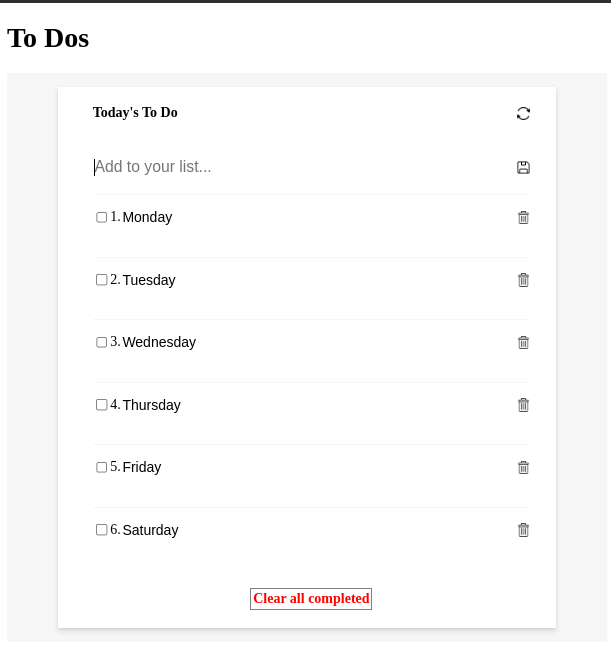 To Dos
Today's To Do
Add to your list...
1. Monday
2. Tuesday
3. Wednesday
4. Thursday
5. Friday
6. Saturday
Clear all completed